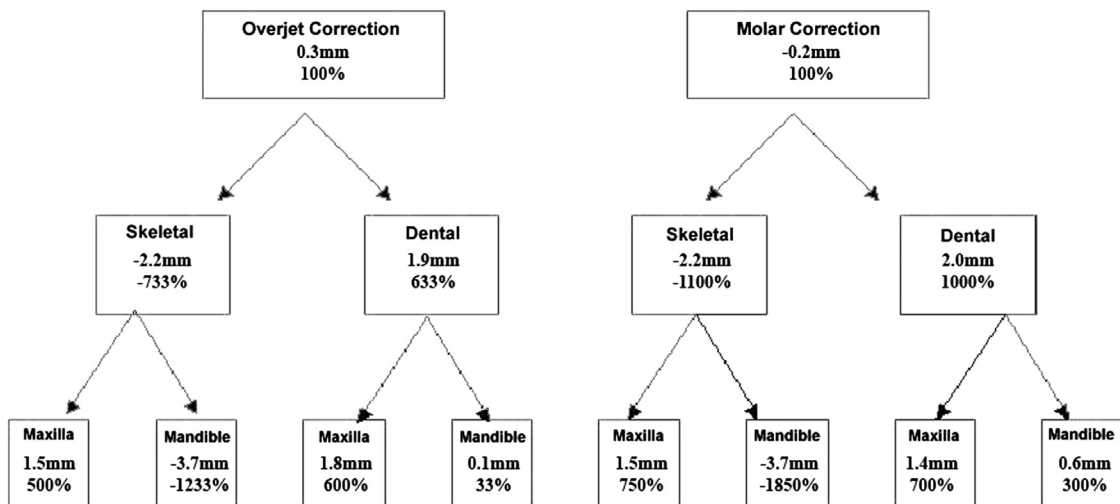 Overjet Correction
0.3mm
100%
Molar Correction
-0.2mm
100%
Skeletal
-2.2mm
-733%
Dental
1.9mm
633%
Skeletal
-2.2mm
-1100%
Dental
2.0mm
1000%
Maxilla
1.5mm
500%
Mandible
-3.7mm
-1233%
Maxilla
1.8mm
600%
Mandible
0.1mm
33%
Maxilla
1.5mm
750%
Mandible
-3.7mm
-1850%
Maxilla
1.4mm
700%
Mandible
0.6mm
300%